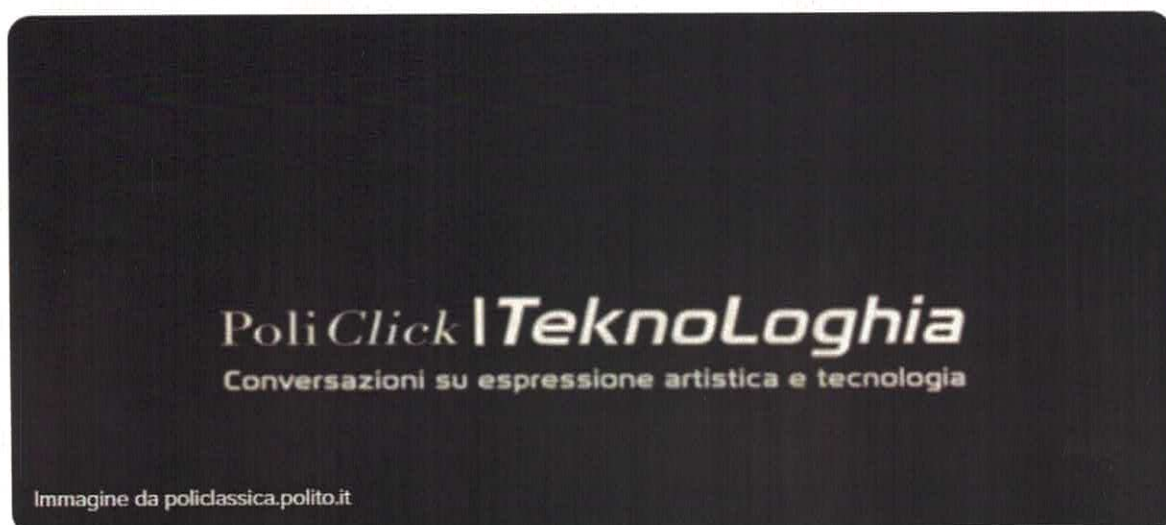 PoliClick | TeknoLoghia
Conversazioni su espressione artistica e tecnologia
Immagine da policlassica.polito.it